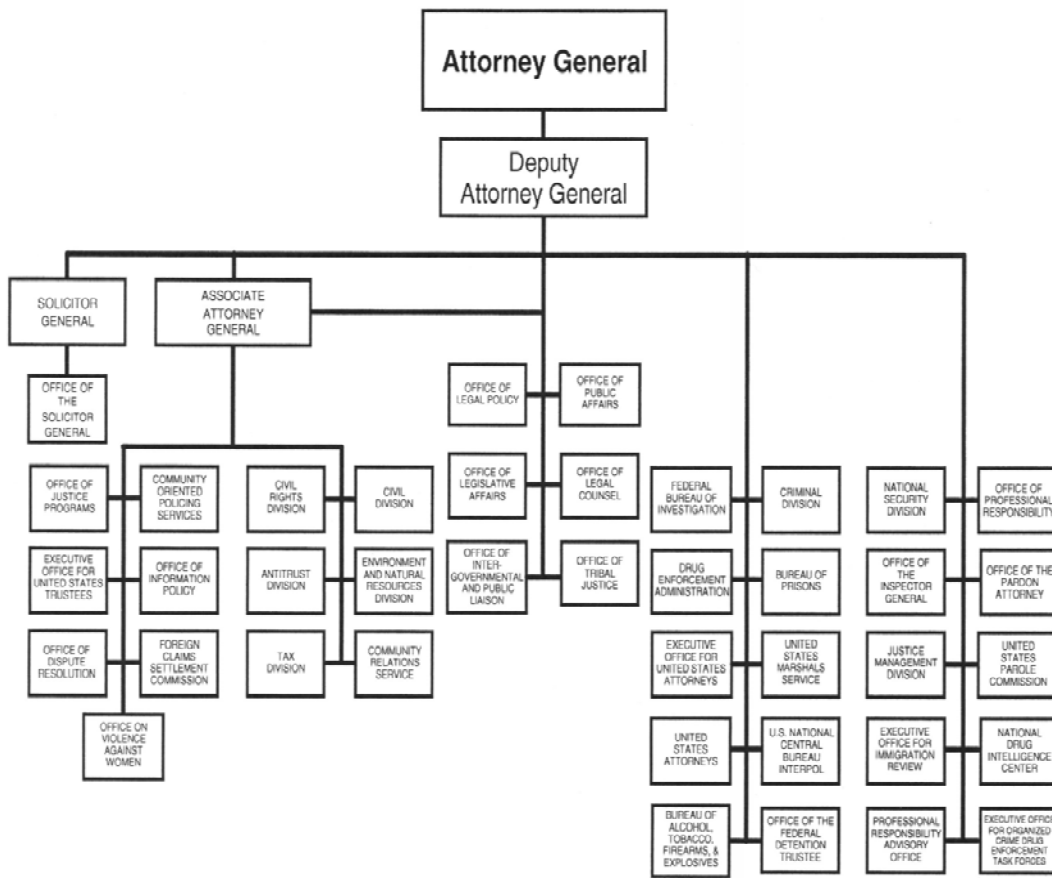 Attorney General
Deputy
Attorney General
SOLICITOR
GENERAL
ASSOCIATE
ATTORNEY
GENERAL
OFFICE OF
THE
SOLICITOR
GENERAL
OFFICE OF
LEGAL POLICY
OFFICE OF
PUBLIC
AFFAIRS
OFFICE OF
JUSTICE
PROGRAMS
COMMUNITY
ORIENTED
POLICING
SERVICES
CIVIL
RIGHTS
DIVISION
CIVIL
DIVISION
OFFICE OF
LEGISLATIVE
AFFAIRS
OFFICE OF
LEGAL
COUNSEL
FEDERAL
BUREAU OF
INVESTIGATION
CRIMINAL
DIVISION
NATIONAL
SECURITY
DIVISION
OFFICE OF
PROFESSIONAL
RESPONSIBILITY
EXECUTIVE
OFFICE FOR
UNITED STATES
TRUSTEES
OFFICE OF
INFORMATION
POLICY
ANTITRUST
DIVISION
ENVIRONMENT
AND NATURAL
RESOURCES
DIVISION
OFFICE OF
INTER-
GOVERNMENTAL
AND PUBLIC
LIAISON
OFFICE OF
TRIBAL
JUSTICE
DRUG
ENFORCEMENT
ADMINISTRATION
BUREAU OF
PRISONS
OFFICE OF
THE
INSPECTOR
GENERAL
OFFICE OF THE
PARDON
ATTORNEY
OFFICE OF
DISPUTE
RESOLUTION
FOREIGN
CLAIMS
SETTLEMENT
COMMISSION
TAX
DIVISION
COMMUNITY
RELATIONS
SERVICE
EXECUTIVE
OFFICE FOR
UNITED STATES
ATTORNEYS
UNITED
STATES
MARSHALS
SERVICE
JUSTICE
MANAGEMENT
DIVISION
UNITED
STATES
PAROLE
COMMISSION
OFFICE ON
VIOLENCE
AGAINST
WOMEN
UNITED
STATES
ATTORNEYS
U.S. NATIONAL
CENTRAL
BUREAU
INTERPOL
EXECUTIVE
OFFICE FOR
IMMIGRATION
REVIEW
NATIONAL
DRUG
INTELLIGENCE
CENTER
BUREAU OF
ALCOHOL,
TOBACCO,
FIREARMS, &
EXPLOSIVES
OFFICE OF THE
FEDERAL
DETENTION
TRUSTEE
PROFESSIONAL
RESPONSIBILITY
ADVISORY
OFFICE
EXECUTIVE OFFICE
FOR ORGANIZED
CRIME DRUG
ENFORCEMENT
TASK FORCES